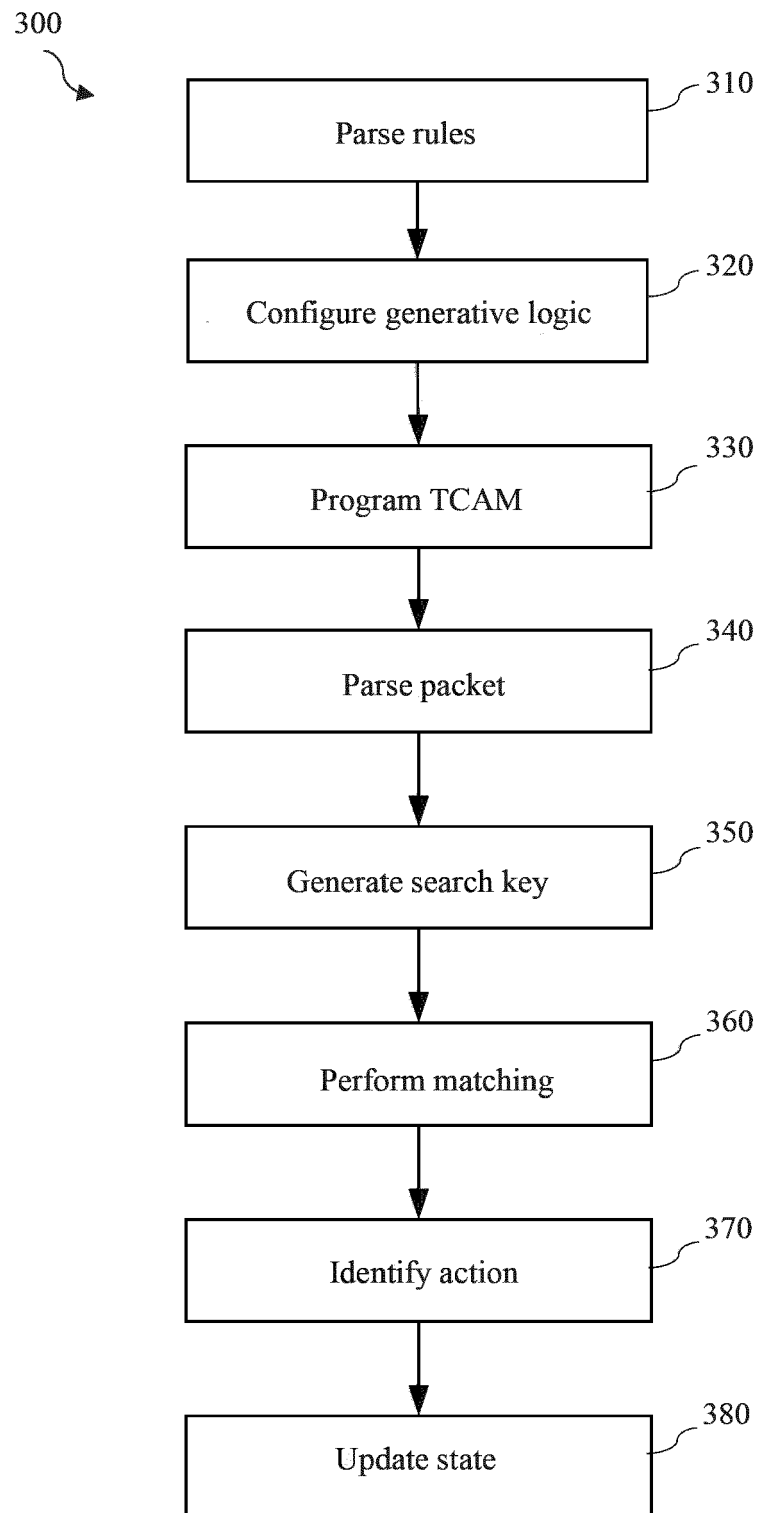 300
310
Parse rules
320
Configure generative logic
330
Program TCAM
340
Parse packet
350
Generate search key
360
Perform matching
370
Identify action
380
Update state